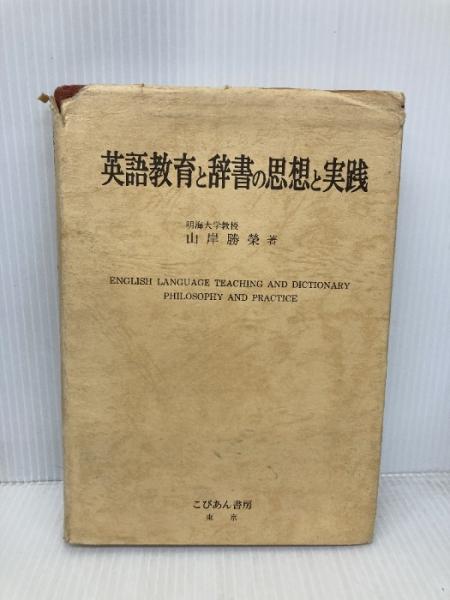 英語教育と辞書の思想と実践
明海大学教授
山岸勝榮 著
ENGLISH LANGUAGE TEACHING AND DICTIONARY
PHILOSOPHY AND PRACTICE
こびあん書房
東京